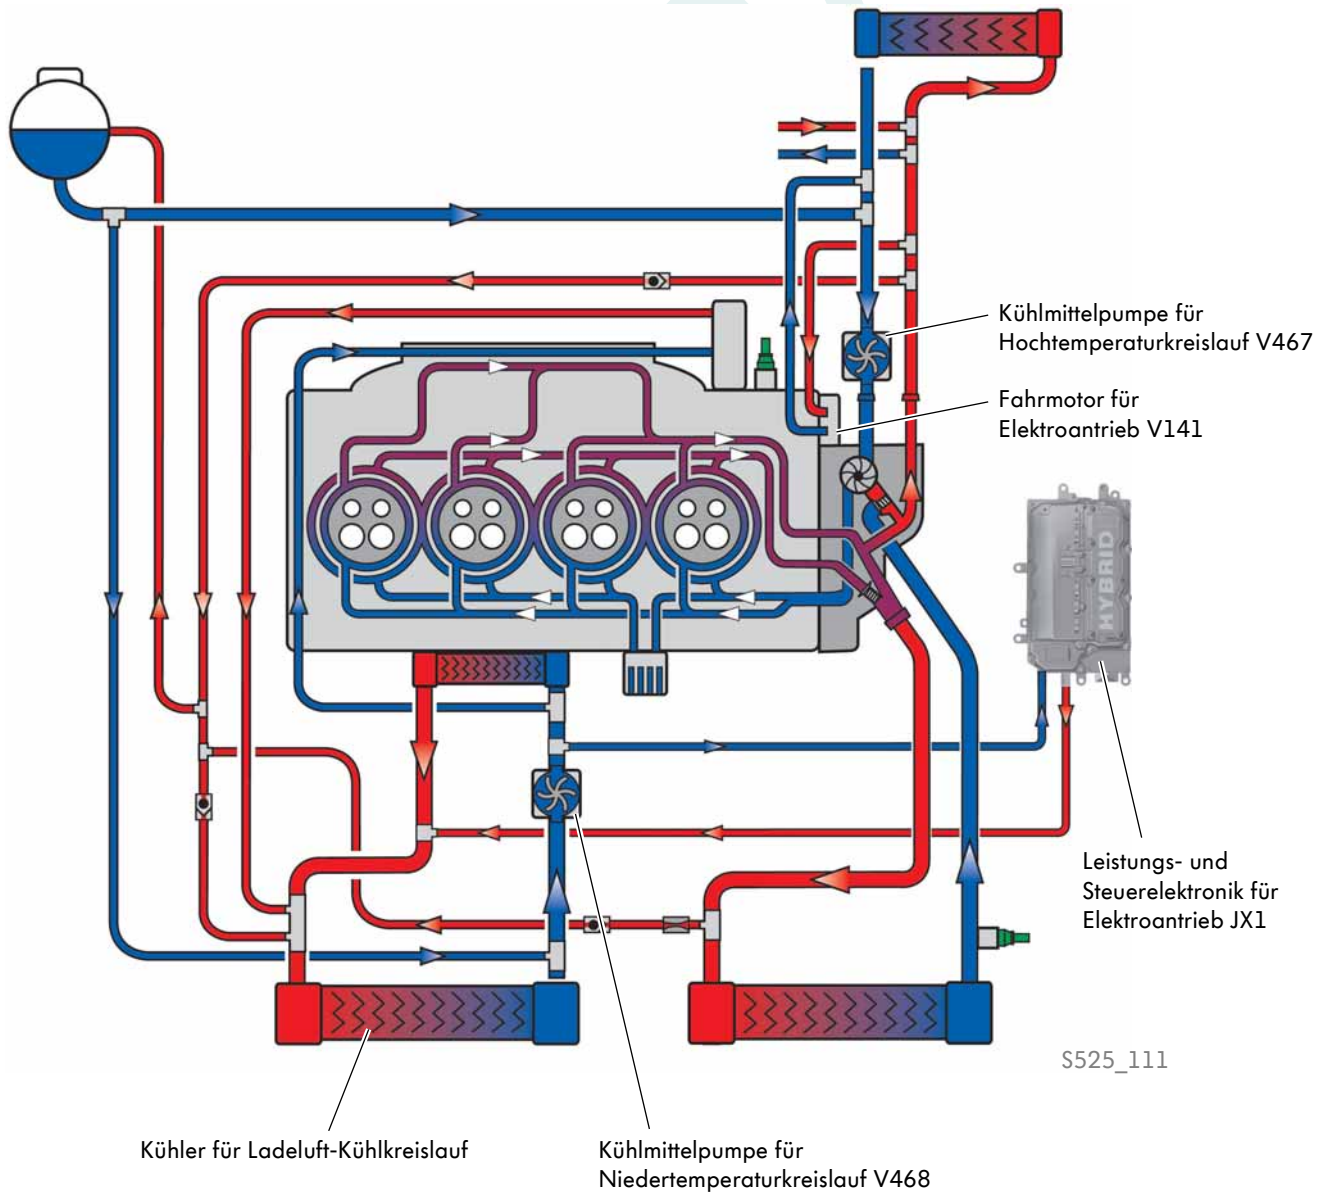 Kühlmittelpumpe für
Hochtemperaturkreislauf V467
Fahrmotor für
Elektroantrieb V141
HYBRID
Leistungs- und
Steuerelektronik für
Elektroantrieb JX1
S525_111
Kühler für Ladeluft-Kühlkreislauf
Kühlmittelpumpe für
Niedertemperaturkreislauf V468